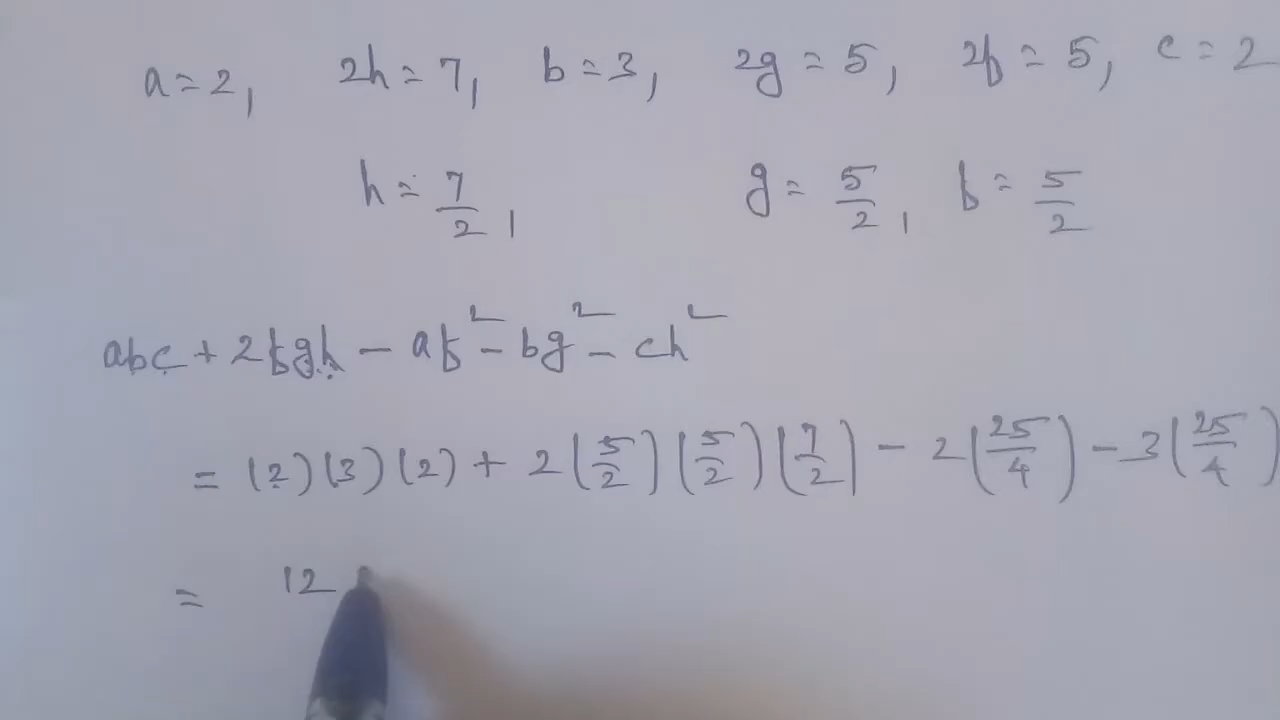 a = 2, 2h = 7, b = 3, 2g = 5, 2f = 5, c = 2
h = 7/2, g = 5/2, f = 5/2
abc + 2fgh - af² - bg² - ch²
= (2)(3)(2) + 2(5/2)(5/2)(7/2) - 2(25/4) - 3(25/4)
= 12